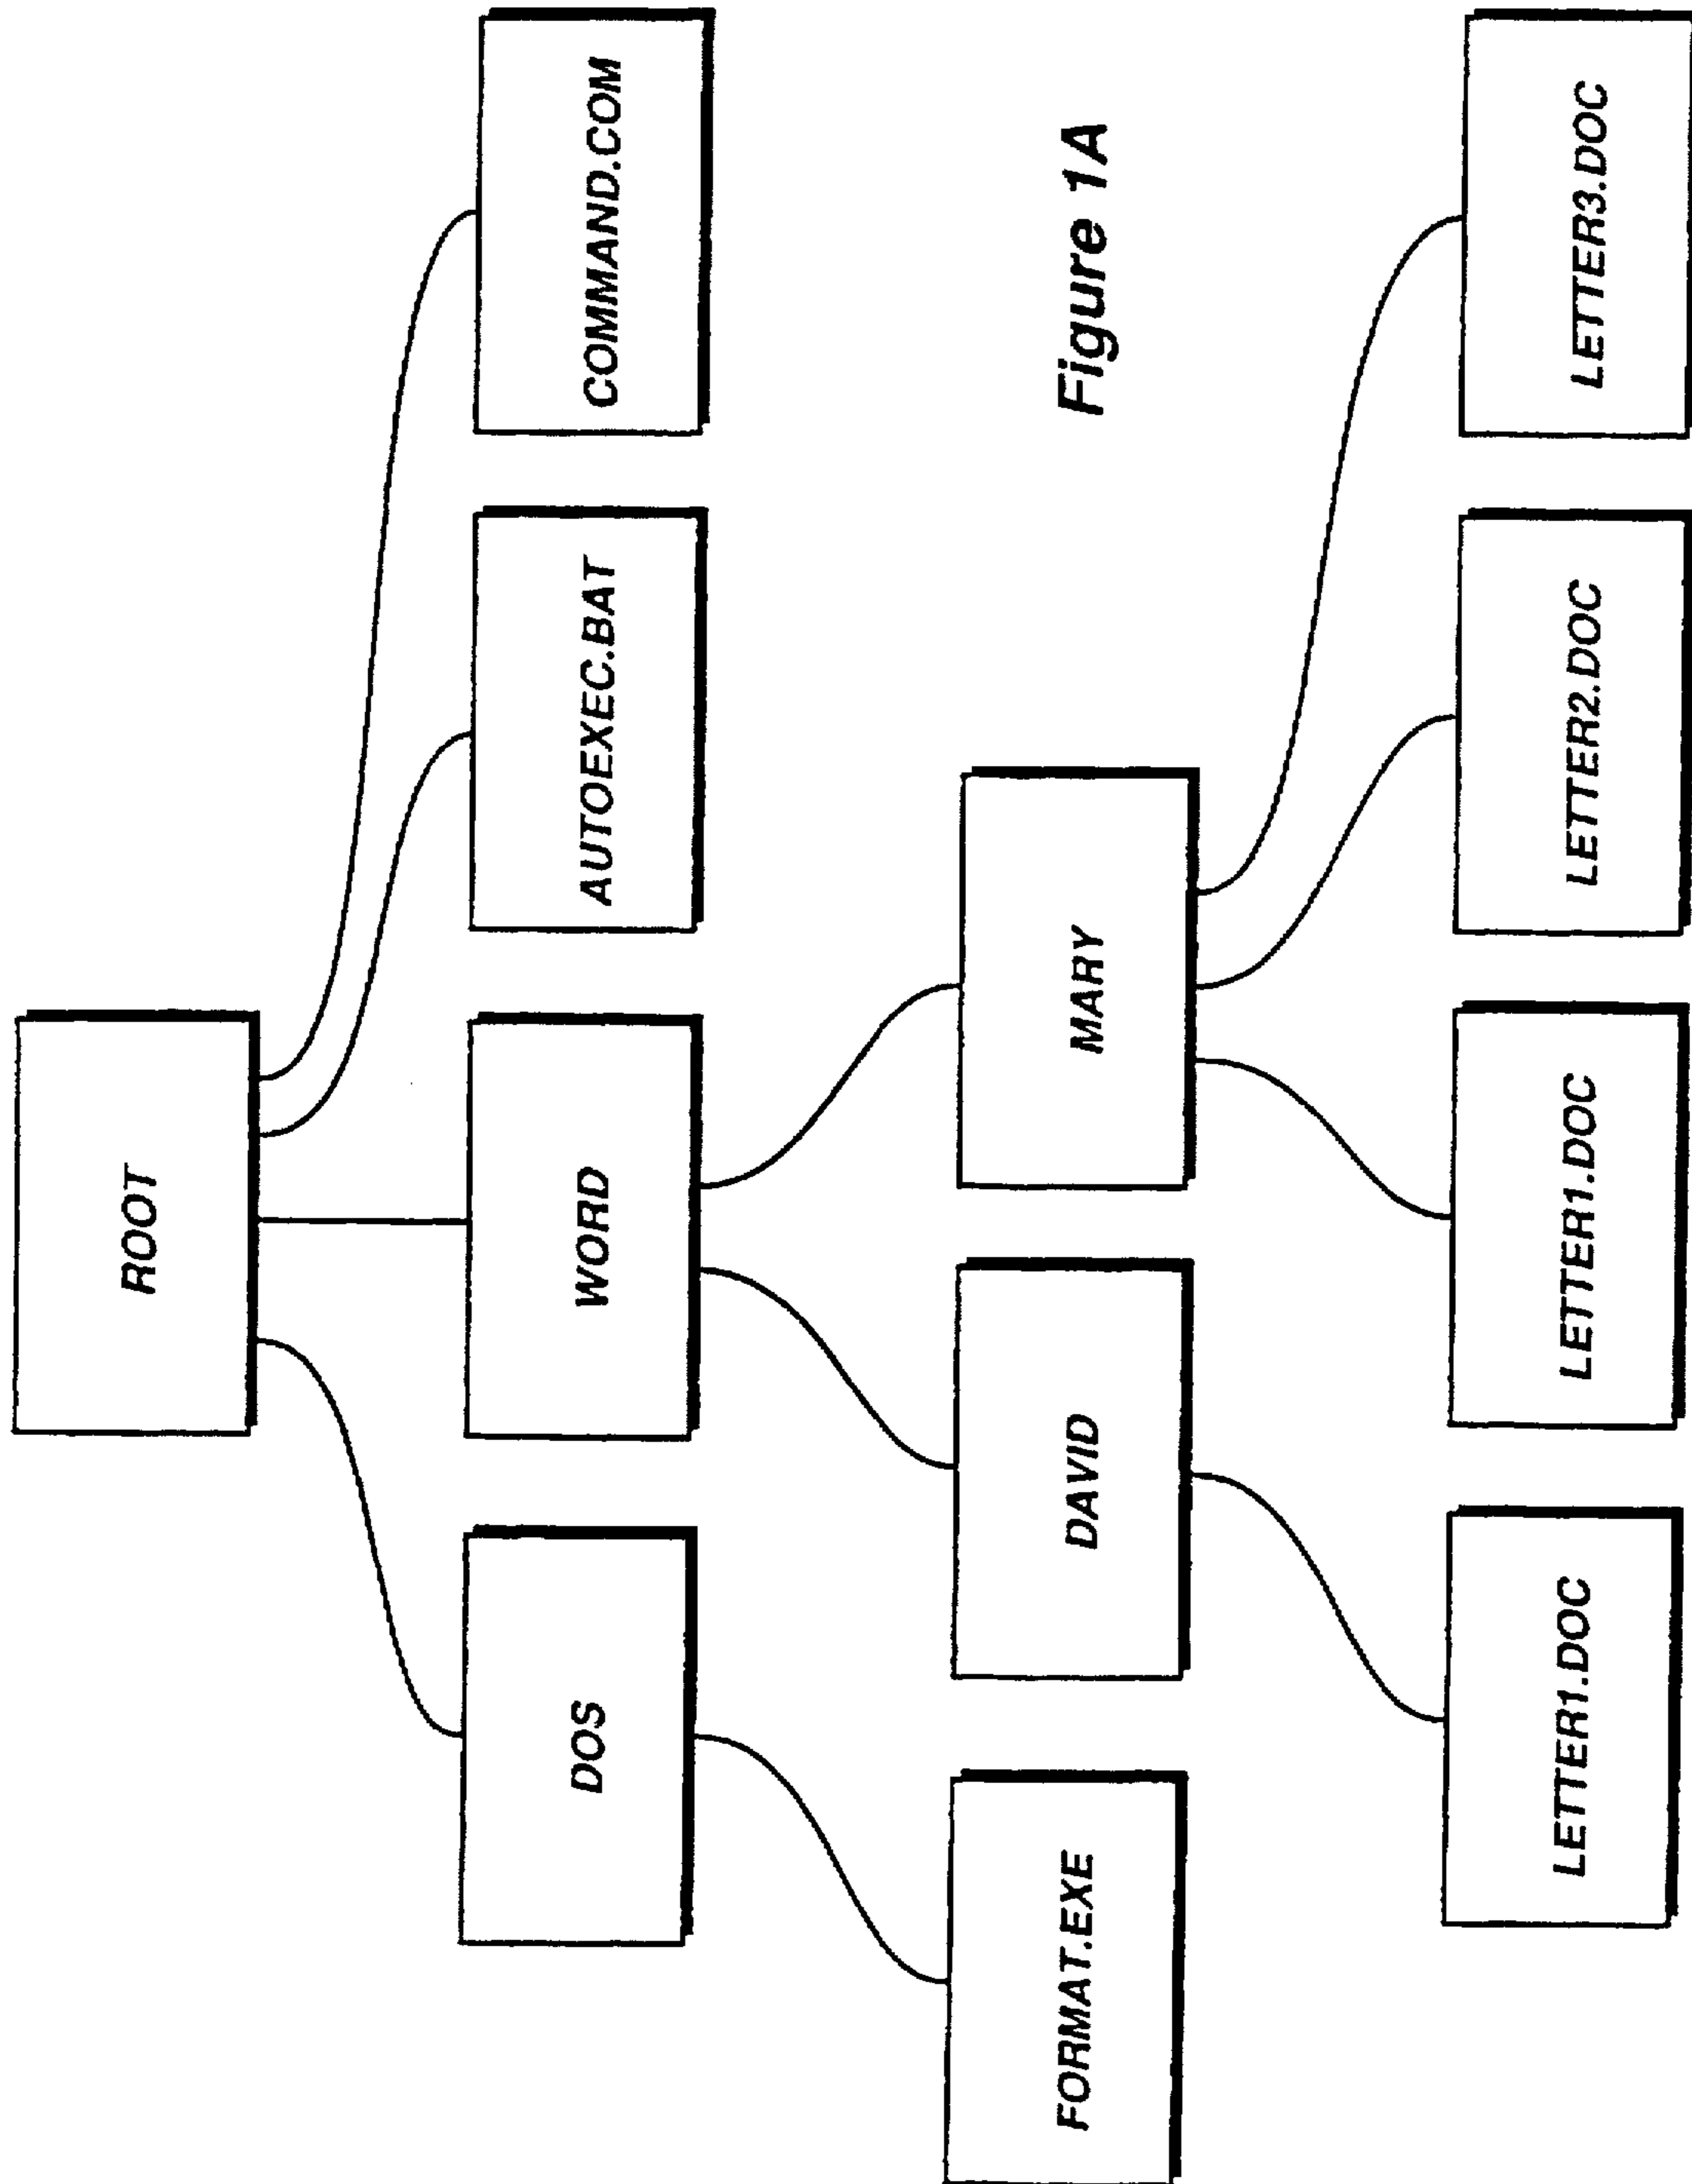 ROOT
DOS
WORD
AUTOEXEC.BAT
COMMAND.COM
FORMAT.EXE
DAVID
MARY
Figure 1A
LETTER1.DOC
LETTER1.DOC
LETTER2.DOC
LETTER3.DOC